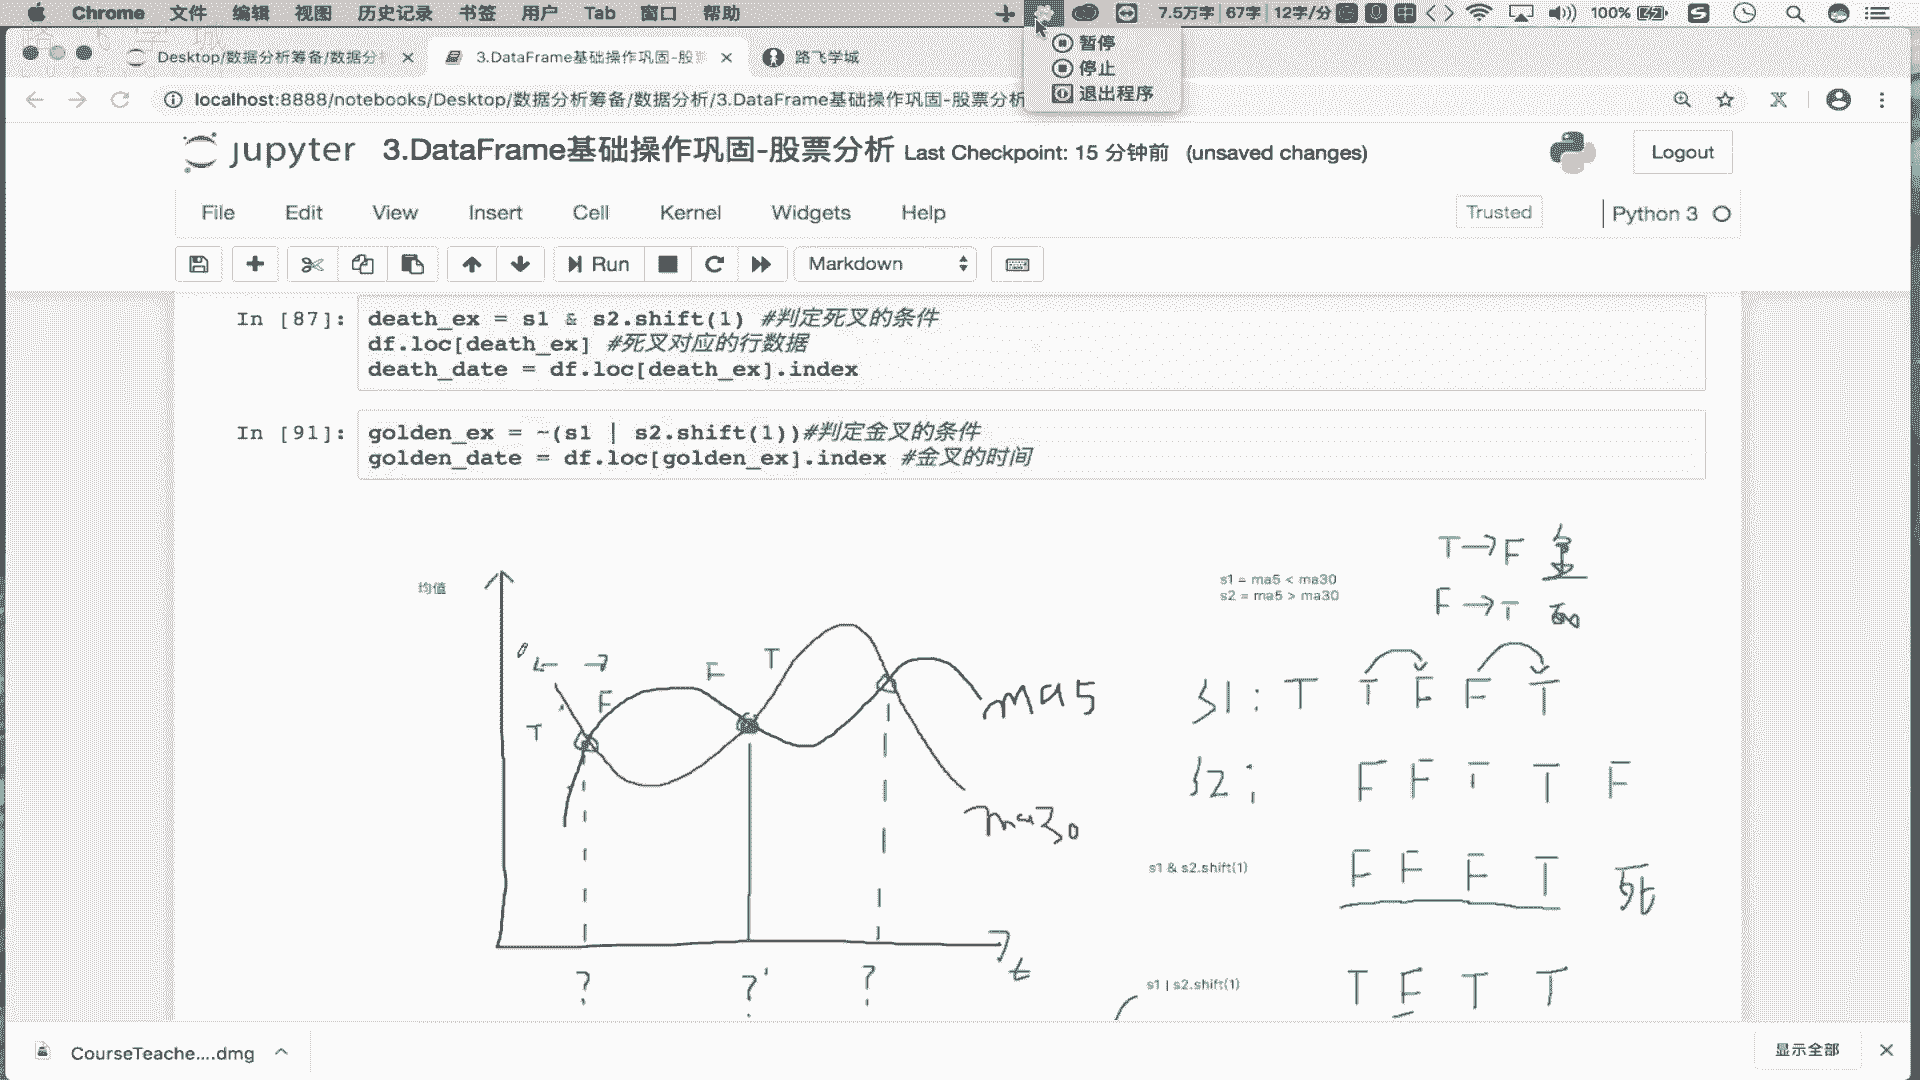 Chrome 文件 编辑 视图 历史记录 书签 用户 Tab 窗口 帮助 7.5万字 67字 12字/分 100%
暂停
停止
退出程序
Desktop/数据分析筹备/数据分 3.DataFrame基础操作巩固-股票 路飞学城
localhost:8888/notebooks/Desktop/数据分析筹备/数据分析/3.DataFrame基础操作巩固-股票分析
jupyter 3.DataFrame基础操作巩固-股票分析 Last Checkpoint: 15 分钟前 (unsaved changes)
Logout
File Edit View Insert Cell Kernel Widgets Help Trusted Python 3
Run Markdown
In [87]: death_ex = s1 & s2.shift(1) #判定死叉的条件
df.loc[death_ex] #死叉对应的行数据
death_date = df.loc[death_ex].index
In [91]: golden_ex = ~(s1 | s2.shift(1))#判定金叉的条件
golden_date = df.loc[golden_ex].index #金叉的时间
T→F 金
均值
s1 = ma5 < ma30
s2 = ma5 > ma30
F→T
F T
T F
ma5
s1: T T F F T
s2: F F T T F
ma30
s1 & s2.shift(1) F F F T 死
t
? ? ?
s1 | s2.shift(1) T F T T
CourseTeache....dmg
显示全部